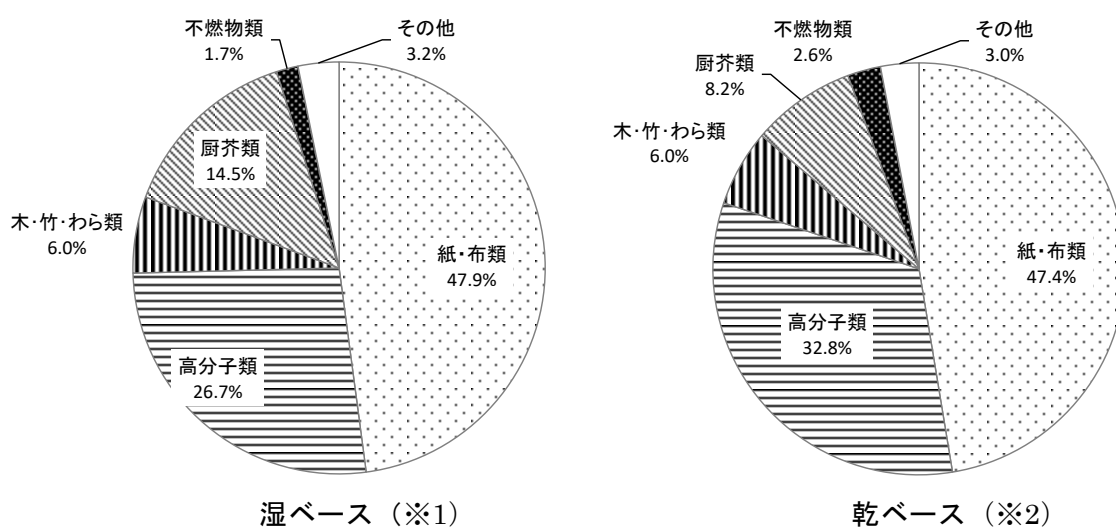 不燃物類
1.7%
その他
3.2%
厨芥類
14.5%
木・竹・わら類
6.0%
紙・布類
47.9%
高分子類
26.7%
湿ベース（※1）
不燃物類
2.6%
その他
3.0%
厨芥類
8.2%
木・竹・わら類
6.0%
紙・布類
47.4%
高分子類
32.8%
乾ベース（※2）